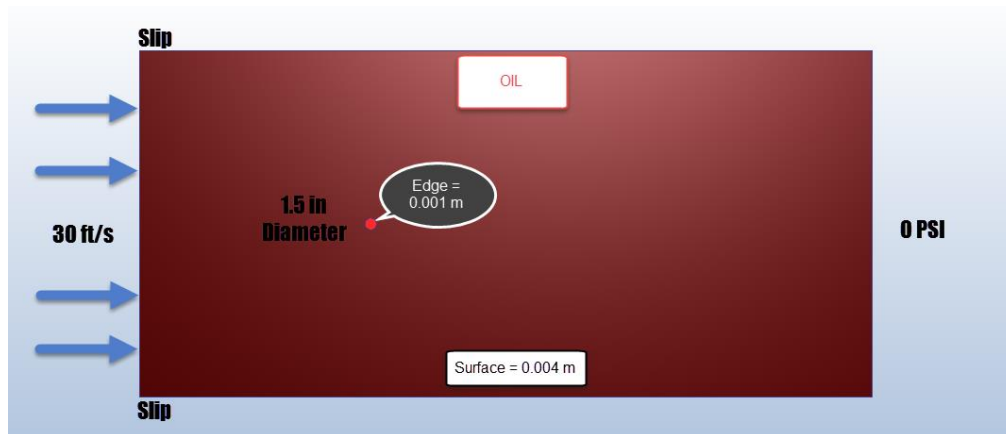 Slip
OIL
Edge =
0.001 m
1.5 in
Diameter
30 ft/s
0 PSI
Surface = 0.004 m
Slip